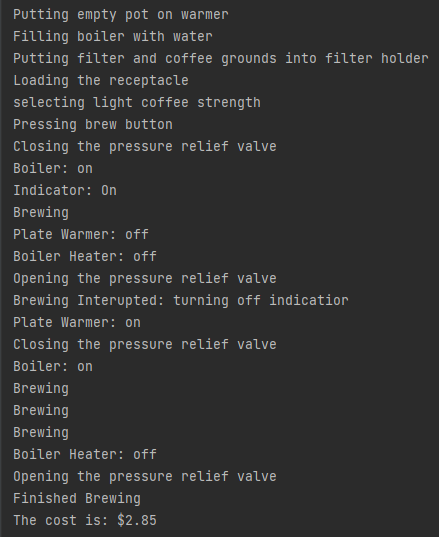 Putting empty pot on warmer
Filling boiler with water
Putting filter and coffee grounds into filter holder
Loading the receptacle
selecting light coffee strength
Pressing brew button
Closing the pressure relief valve
Boiler: on
Indicator: On
Brewing
Plate Warmer: off
Boiler Heater: off
Opening the pressure relief valve
Brewing Interupted: turning off indicatior
Plate Warmer: on
Closing the pressure relief valve
Boiler: on
Brewing
Brewing
Brewing
Boiler Heater: off
Opening the pressure relief valve
Finished Brewing
The cost is: $2.85